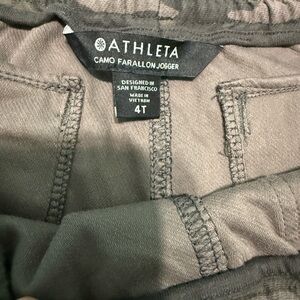 ATHLETA
CAMO FARALLON JOGGER
DESIGNED IN
SAN FRANCISCO
MADE IN
VIETNAM
4T